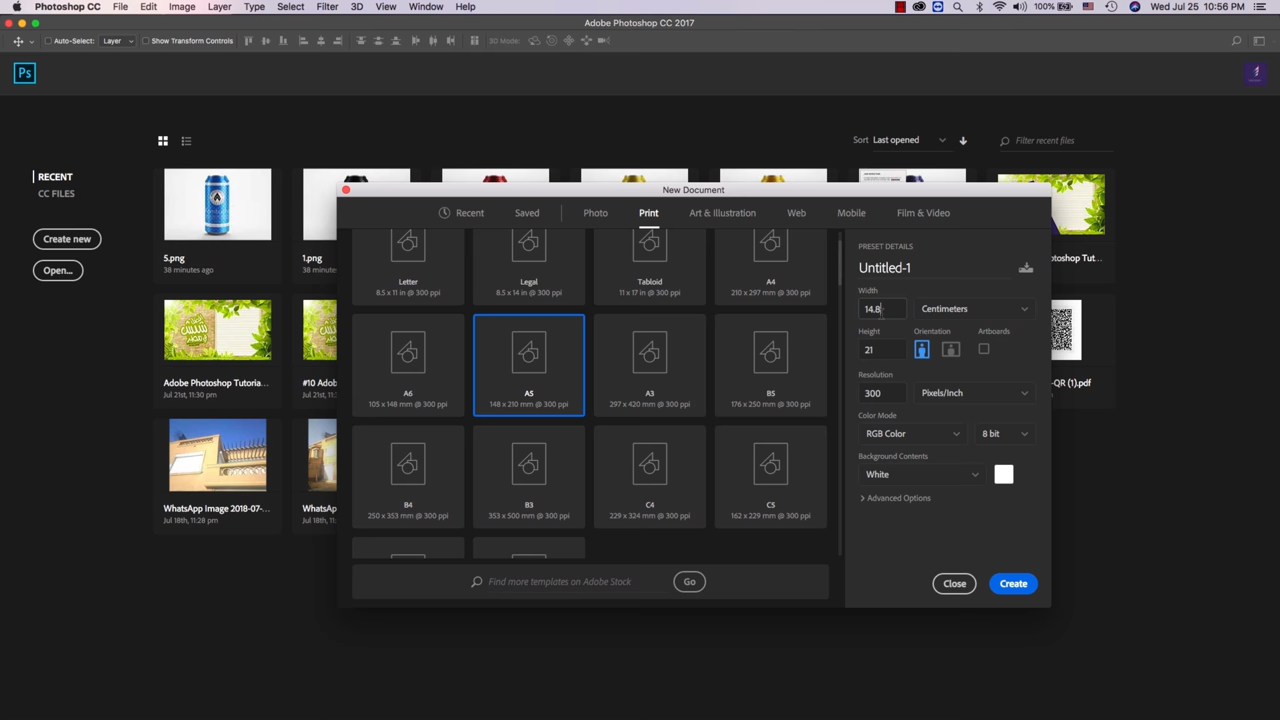 Photoshop CC File Edit Image Layer Type Select Filter 3D View Window Help 100% Wed Jul 25 10:56 PM
Adobe Photoshop CC 2017
Auto-Select: Layer Show Transform Controls 3D Mode:
Ps
Sort Last opened Filter recent files
RECENT
CC FILES
Create new
Open...
5.png
38 minutes ago
1.png
38 minutes ago
Adobe Photoshop Tutoria...
Jul 21st, 11:30 pm
#10 Adob
Jul 21st, 1
WhatsApp Image 2018-07-...
Jul 18th, 11:28 pm
WhatsA
Jul 18th, 1
hop Tut...
-QR (1).pdf
New Document
Recent Saved Photo Print Art & Illustration Web Mobile Film & Video
Letter
8.5 x 11 in @ 300 ppi
Legal
8.5 x 14 in @ 300 ppi
Tabloid
11 x 17 in @ 300 ppi
A4
210 x 297 mm @ 300 ppi
A6
105 x 148 mm @ 300 ppi
A5
148 x 210 mm @ 300 ppi
A3
297 x 420 mm @ 300 ppi
B5
176 x 250 mm @ 300 ppi
B4
250 x 353 mm @ 300 ppi
B3
353 x 500 mm @ 300 ppi
C4
229 x 324 mm @ 300 ppi
C5
162 x 229 mm @ 300 ppi
Find more templates on Adobe Stock Go
PRESET DETAILS
Untitled-1
Width
14.8 Centimeters
Height Orientation Artboards
21
Resolution
300 Pixels/Inch
Color Mode
RGB Color 8 bit
Background Contents
White
Advanced Options
Close Create